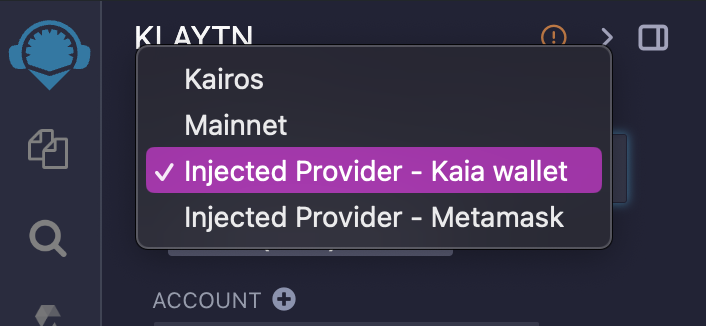 KLAYTN
Kairos
Mainnet
Injected Provider - Kaia wallet
Injected Provider - Metamask
ACCOUNT